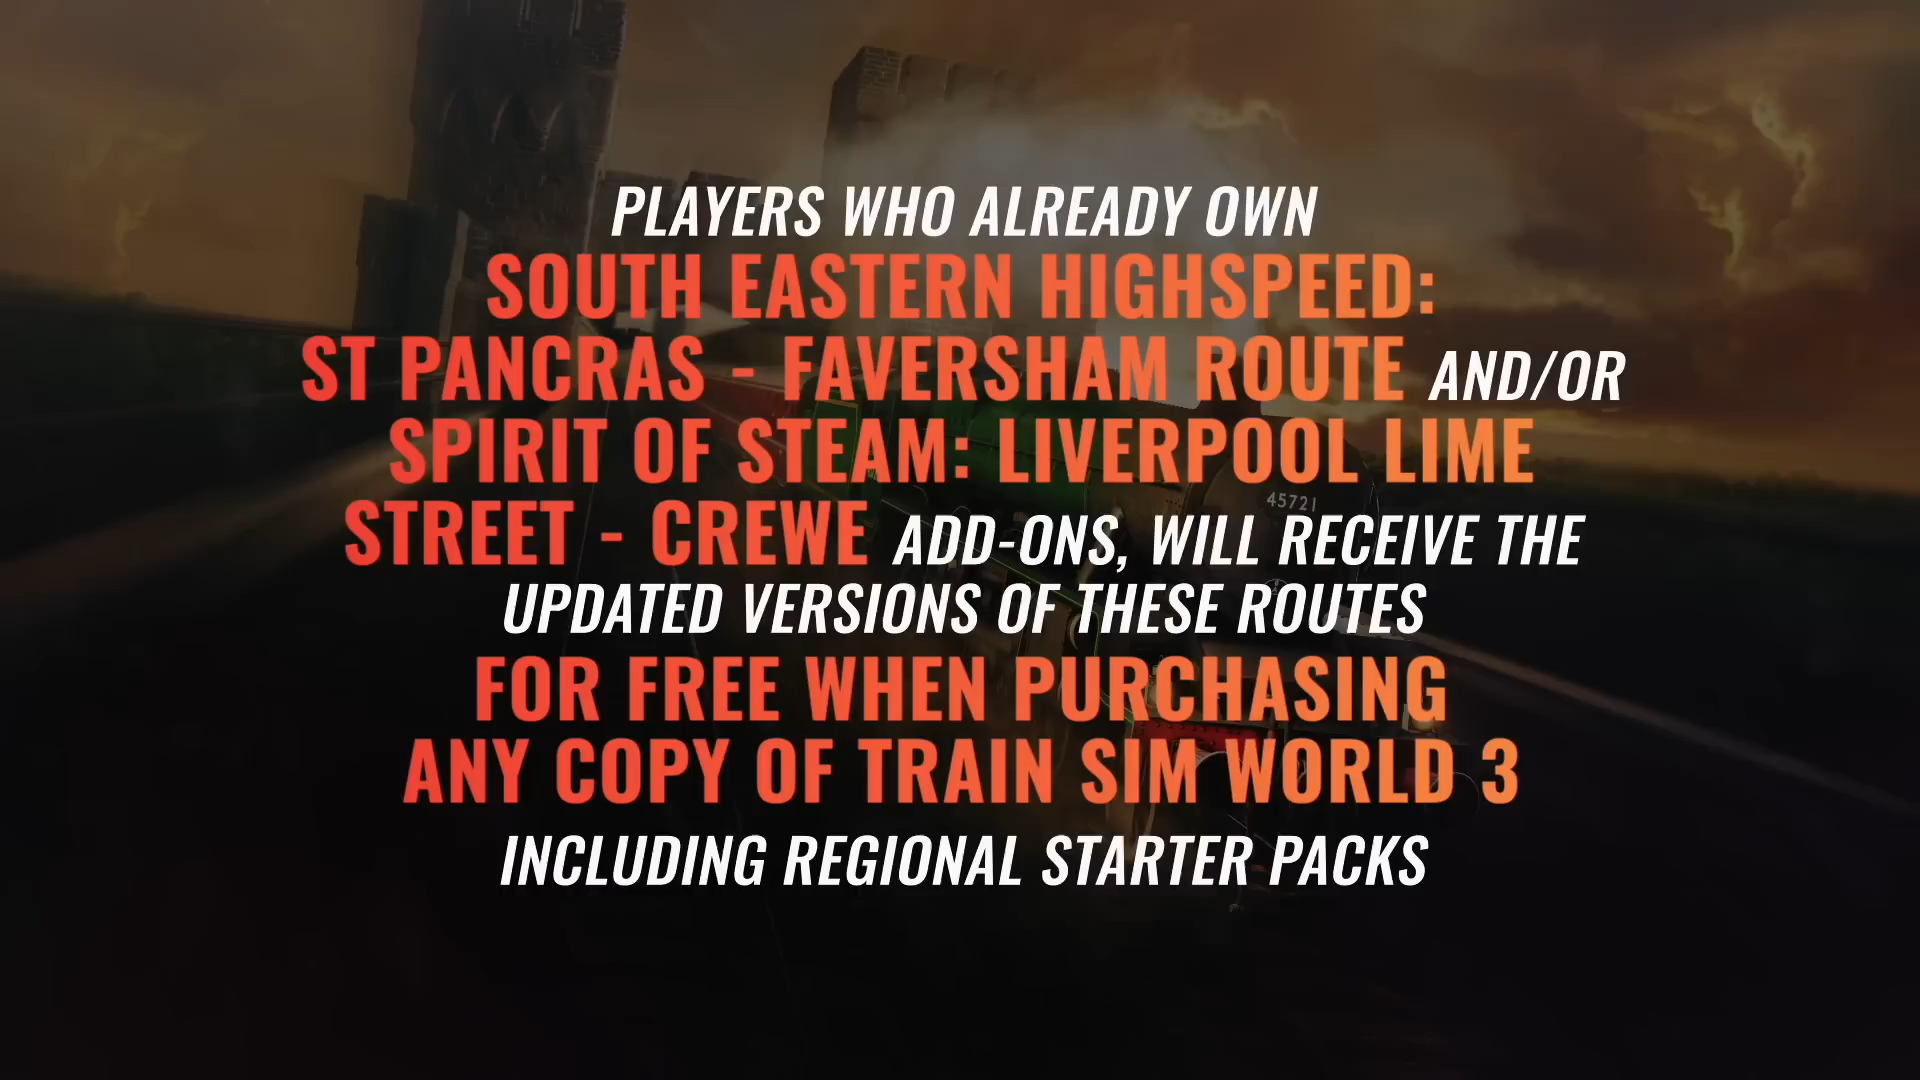 PLAYERS WHO ALREADY OWN
SOUTH EASTERN HIGHSPEED:
ST PANCRAS - FAVERSHAM ROUTE AND/OR
SPIRIT OF STEAM: LIVERPOOL LIME
STREET - CREWE ADD-ONS, WILL RECEIVE THE
UPDATED VERSIONS OF THESE ROUTES
FOR FREE WHEN PURCHASING
ANY COPY OF TRAIN SIM WORLD 3
INCLUDING REGIONAL STARTER PACKS
45721